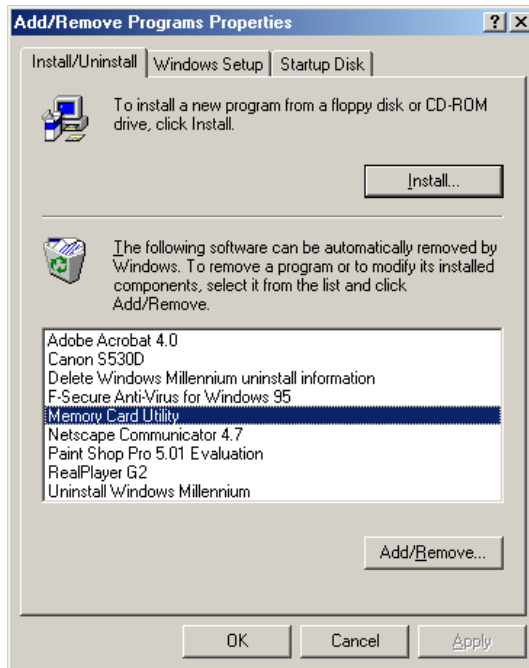 Add/Remove Programs Properties
Install/Uninstall
Windows Setup
Startup Disk
To install a new program from a floppy disk or CD-ROM
drive, click Install.
Install...
The following software can be automatically removed by
Windows. To remove a program or to modify its installed
components, select it from the list and click
Add/Remove.
Adobe Acrobat 4.0
Canon S530D
Delete Windows Millennium uninstall information
F-Secure Anti-Virus for Windows 95
Memory Card Utility
Netscape Communicator 4.7
Paint Shop Pro 5.01 Evaluation
RealPlayer G2
Uninstall Windows Millennium
Add/Remove...
OK
Cancel
Apply